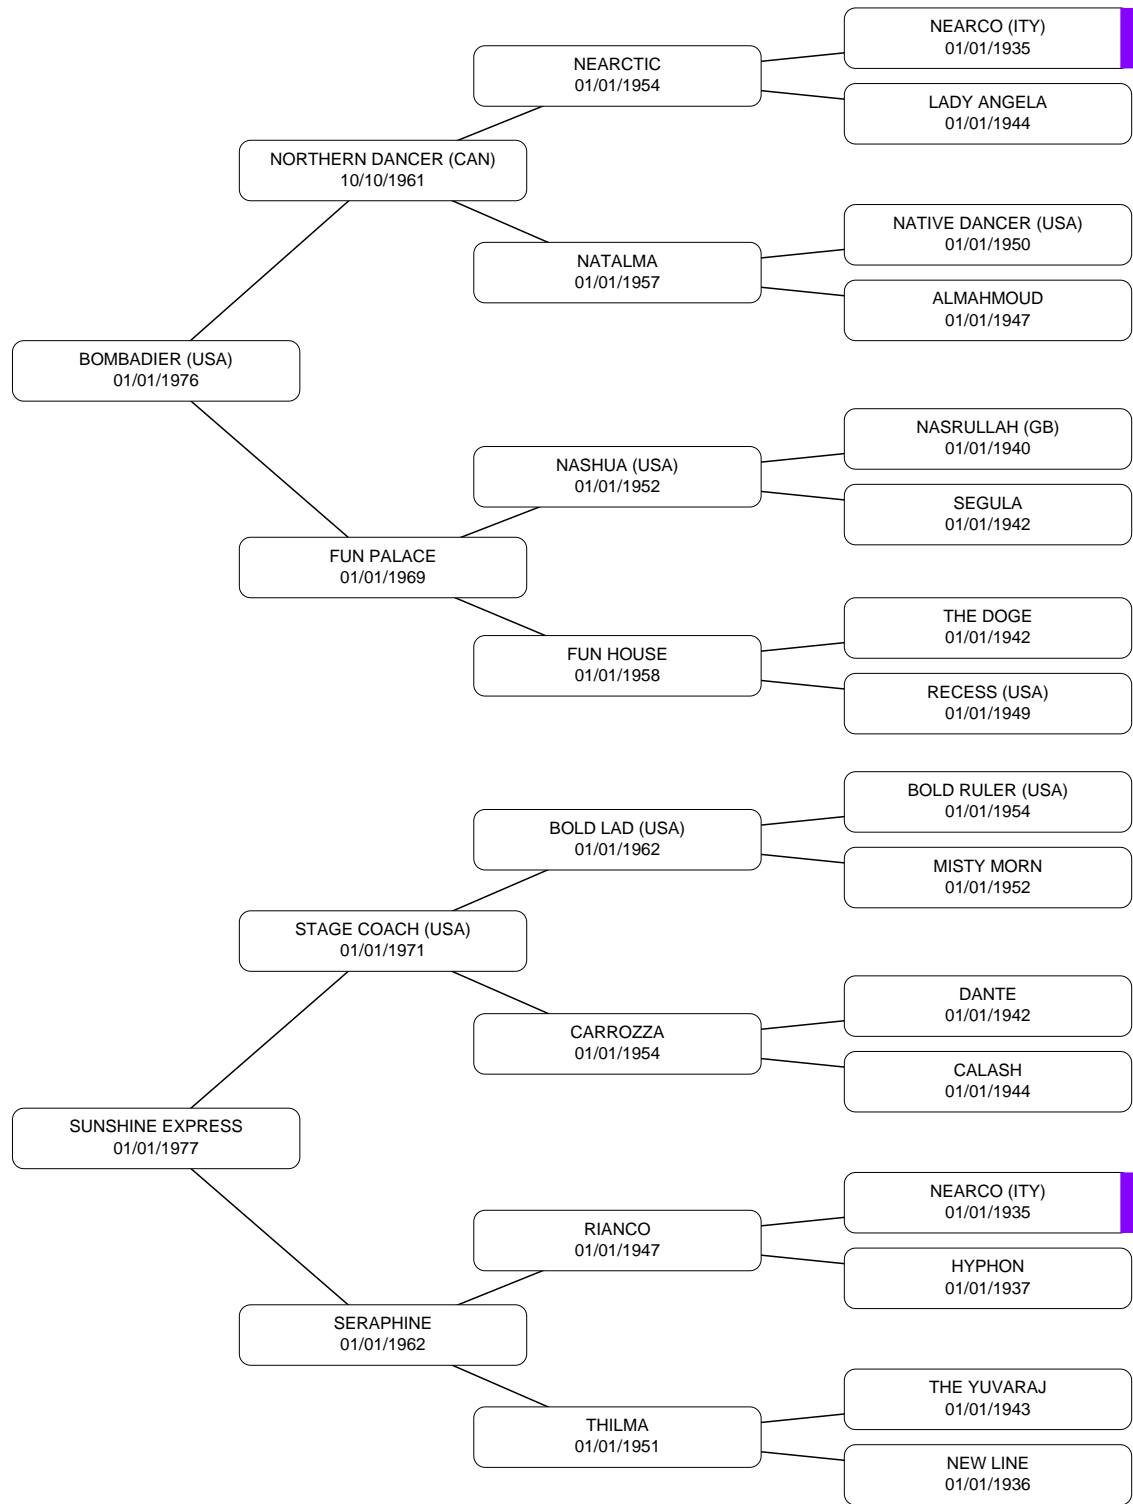 NEARCO (ITY)
01/01/1935
NEARCTIC
01/01/1954
LADY ANGELA
01/01/1944
NORTHERN DANCER (CAN)
10/10/1961
NATIVE DANCER (USA)
01/01/1950
NATALMA
01/01/1957
ALMAHMOUD
01/01/1947
BOMBADIER (USA)
01/01/1976
NASRULLAH (GB)
01/01/1940
NASHUA (USA)
01/01/1952
SEGULA
01/01/1942
FUN PALACE
01/01/1969
THE DOGE
01/01/1942
FUN HOUSE
01/01/1958
RECESS (USA)
01/01/1949
BOLD RULER (USA)
01/01/1954
BOLD LAD (USA)
01/01/1962
MISTY MORN
01/01/1952
STAGE COACH (USA)
01/01/1971
DANTE
01/01/1942
CARROZZA
01/01/1954
CALASH
01/01/1944
SUNSHINE EXPRESS
01/01/1977
NEARCO (ITY)
01/01/1935
RIANCO
01/01/1947
HYPHON
01/01/1937
SERAPHINE
01/01/1962
THE YUVARAJ
01/01/1943
THILMA
01/01/1951
NEW LINE
01/01/1936